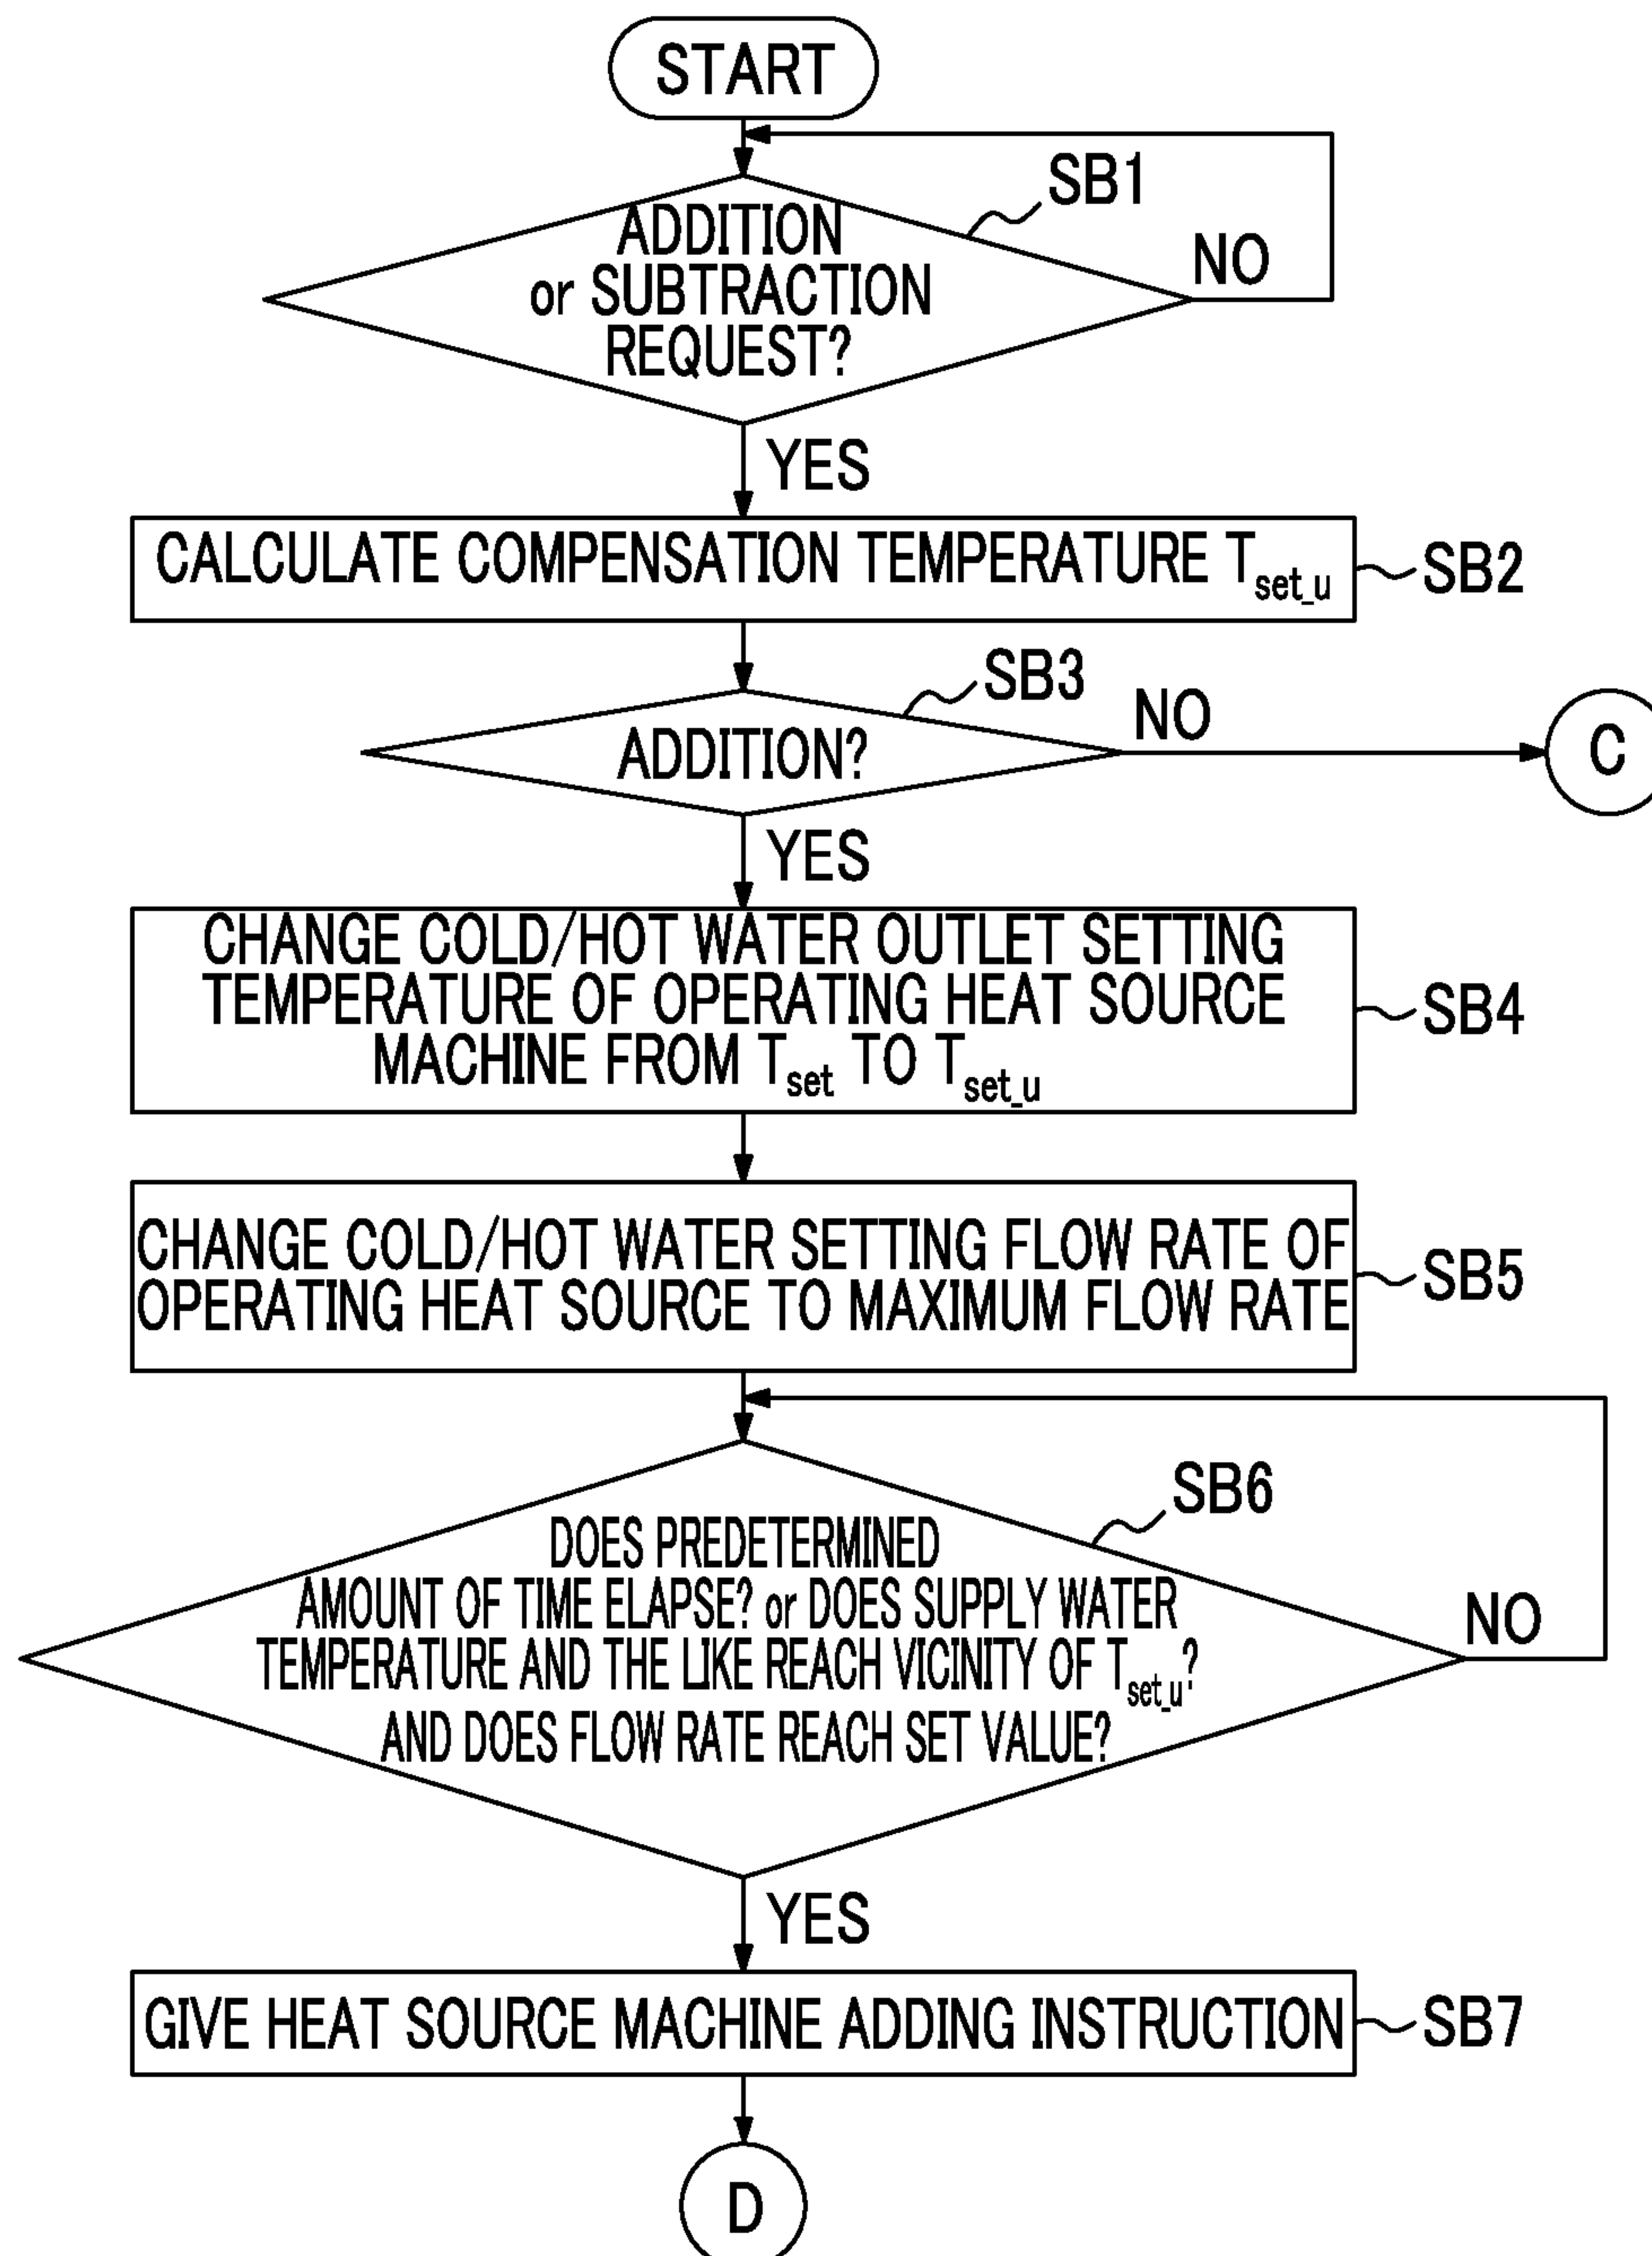 START
SB1
ADDITION
or SUBTRACTION
REQUEST?
NO
YES
CALCULATE COMPENSATION TEMPERATURE Tset_u
SB2
SB3
ADDITION?
NO
C
YES
CHANGE COLD/HOT WATER OUTLET SETTING
TEMPERATURE OF OPERATING HEAT SOURCE
MACHINE FROM Tset TO Tset_u
SB4
CHANGE COLD/HOT WATER SETTING FLOW RATE OF
OPERATING HEAT SOURCE TO MAXIMUM FLOW RATE
SB5
SB6
DOES PREDETERMINED
AMOUNT OF TIME ELAPSE? or DOES SUPPLY WATER
TEMPERATURE AND THE LIKE REACH VICINITY OF Tset_u?
AND DOES FLOW RATE REACH SET VALUE?
NO
YES
GIVE HEAT SOURCE MACHINE ADDING INSTRUCTION
SB7
D